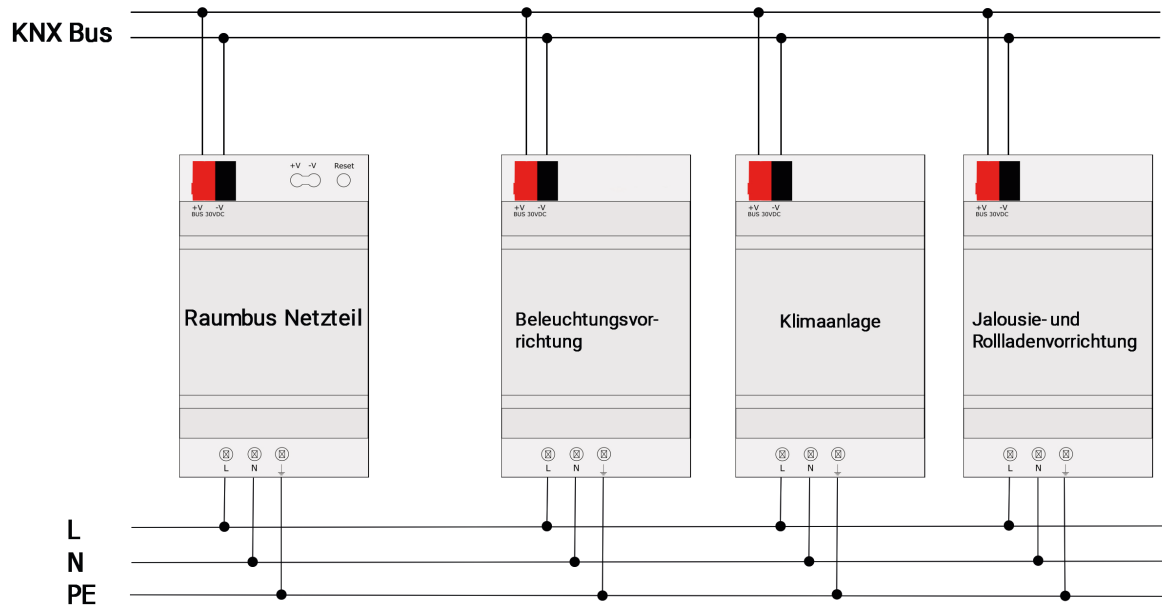 KNX Bus
+V -V Reset
+V -V
BUS 30VDC
+V -V
BUS 30VDC
+V -V
BUS 30VDC
+V -V
BUS 30VDC
Raumbus Netzteil
Beleuchtungsvor-
richtung
Klimaanlage
Jalousie- und
Rollladenvorrichtung
L N
L N
L N
L N
L
N
PE